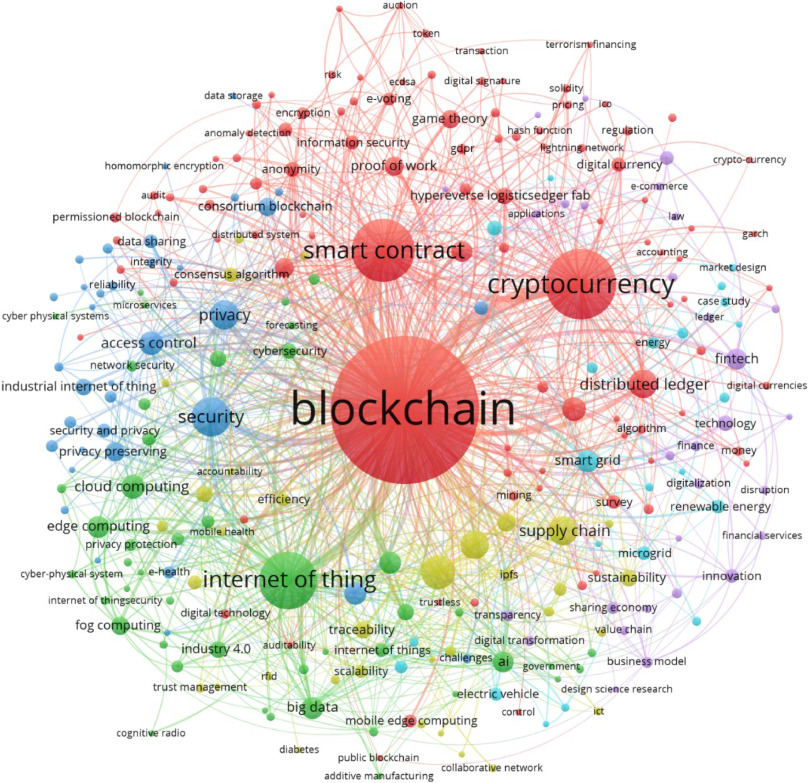 auction
token
transaction
terrorism financing
risk
ecdsa
digital signature
solidity
data storage
e-voting
pricing
ico
encryption
game theory
hash function
regulation
anomaly detection
information security
gdpr
lightning network
homomorphic encryption
anonymity
proof of work
digital currency
crypto-currency
audit
consortium blockchain
hypereverse logisticsedger fab
e-commerce
permissioned blockchain
applications
law
data sharing
distributed system
smart contract
garch
integrity
consensus algorithm
accounting
market design
reliability
cryptocurrency
case study
microservices
cyber physical systems
privacy
ledger
forecasting
access control
energy
cybersecurity
fintech
network security
industrial internet of thing
distributed ledger
digital currencies
blockchain
security
technology
security and privacy
algorithm
privacy preserving
finance
money
smart grid
accountability
cloud computing
digitalization
disruption
efficiency
mining
survey
renewable energy
edge computing
mobile health
supply chain
financial services
privacy protection
microgrid
cyber-physical system
e-health
internet of thing
ipfs
sustainability
innovation
internet of thingsecurity
trustless
sharing economy
digital technology
transparency
fog computing
traceability
value chain
digital transformation
industry 4.0
auditability
internet of things
challenges
ai
government
business model
scalability
rfid
trust management
electric vehicle
design science research
big data
control
ict
mobile edge computing
cognitive radio
diabetes
public blockchain
collaborative network
additive manufacturing